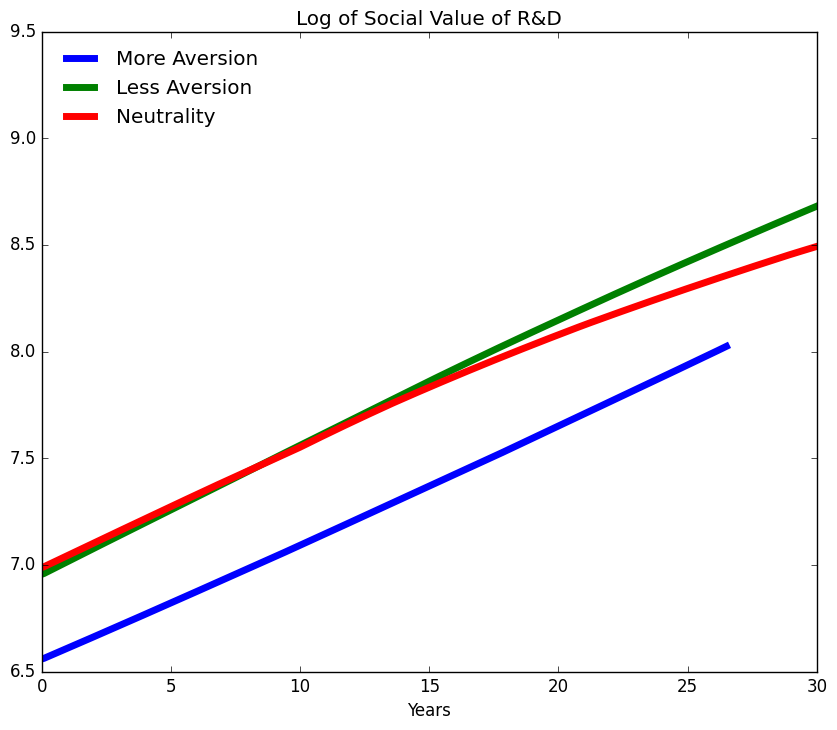 Log of Social Value of R&D
9.5
More Aversion
Less Aversion
Neutrality
9.0
8.5
8.0
7.5
7.0
6.5
0 5 10 15 20 25 30
Years